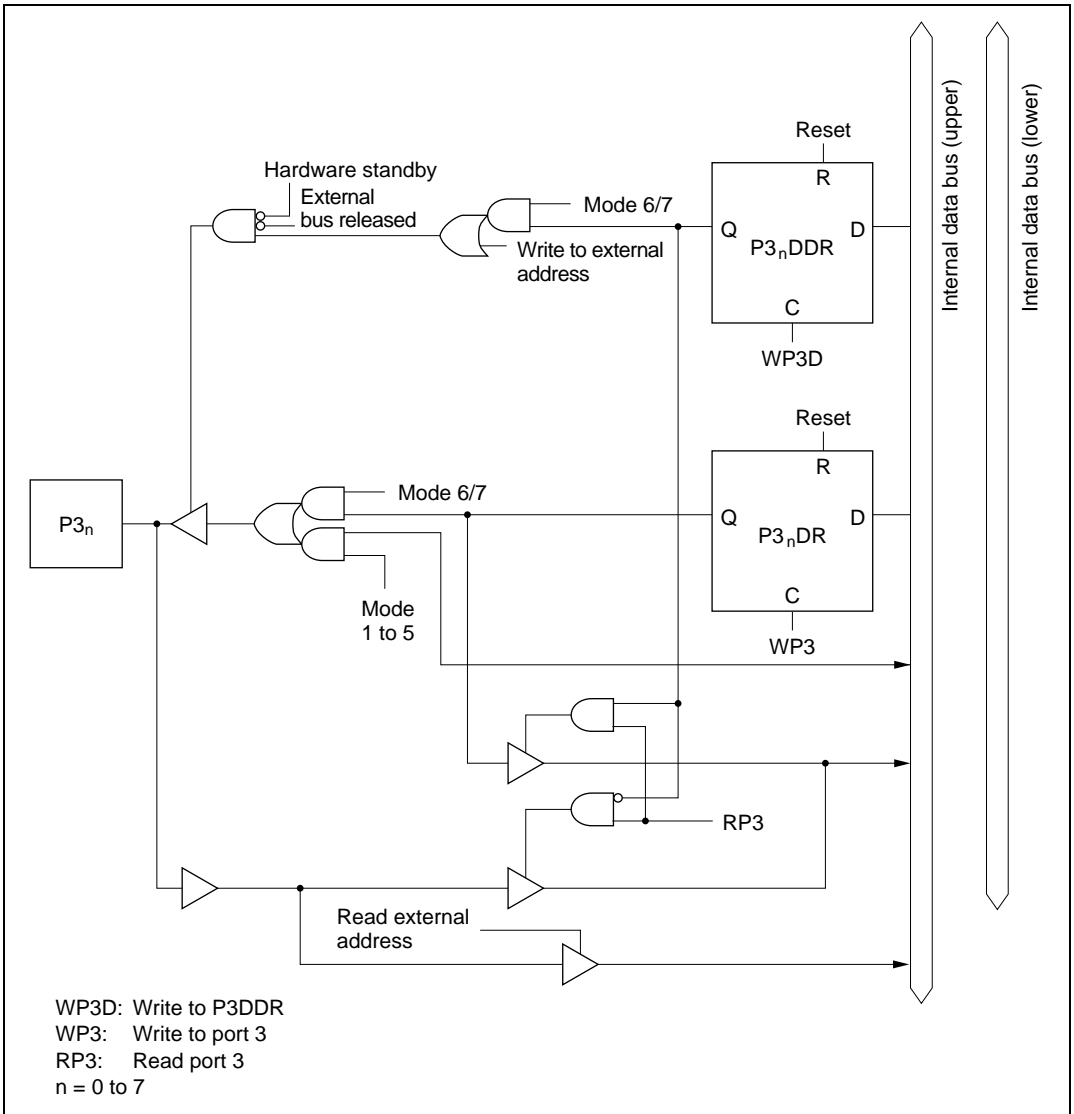 Reset
Hardware standby
External
bus released
R
Mode 6/7
Q
D
P3nDDR
Write to external
address
C
WP3D
Internal data bus (upper)
Internal data bus (lower)
Reset
R
Mode 6/7
P3n
Q
D
P3nDR
C
Mode
1 to 5
WP3
RP3
Read external
address
WP3D: Write to P3DDR
WP3: Write to port 3
RP3: Read port 3
n = 0 to 7